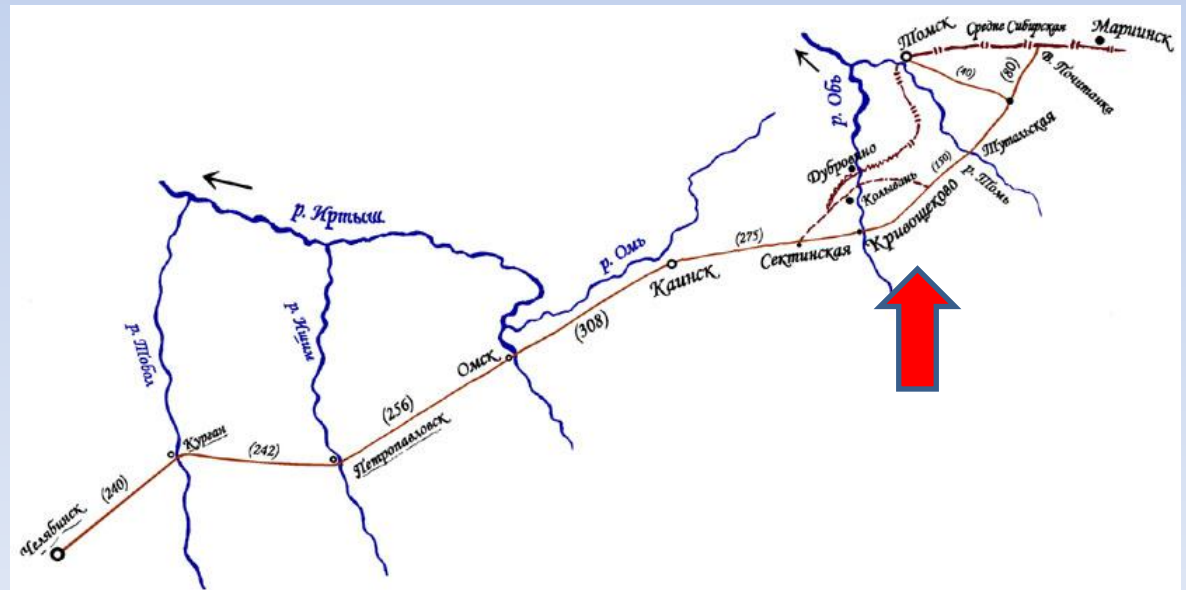 Томск
Средне Сибирская
Мариинск
(40)
(80)
В. Почитанка
р. Обь
Тутальская
(150)
р. Томь
Дубровино
Колывань
Кривощеково
Сектинская
(275)
р. Омь
Каинск
р. Иртыш
(308)
Омск
р. Ишим
р. Тобол
(256)
Петропавловск
Курган
(242)
(240)
Челябинск